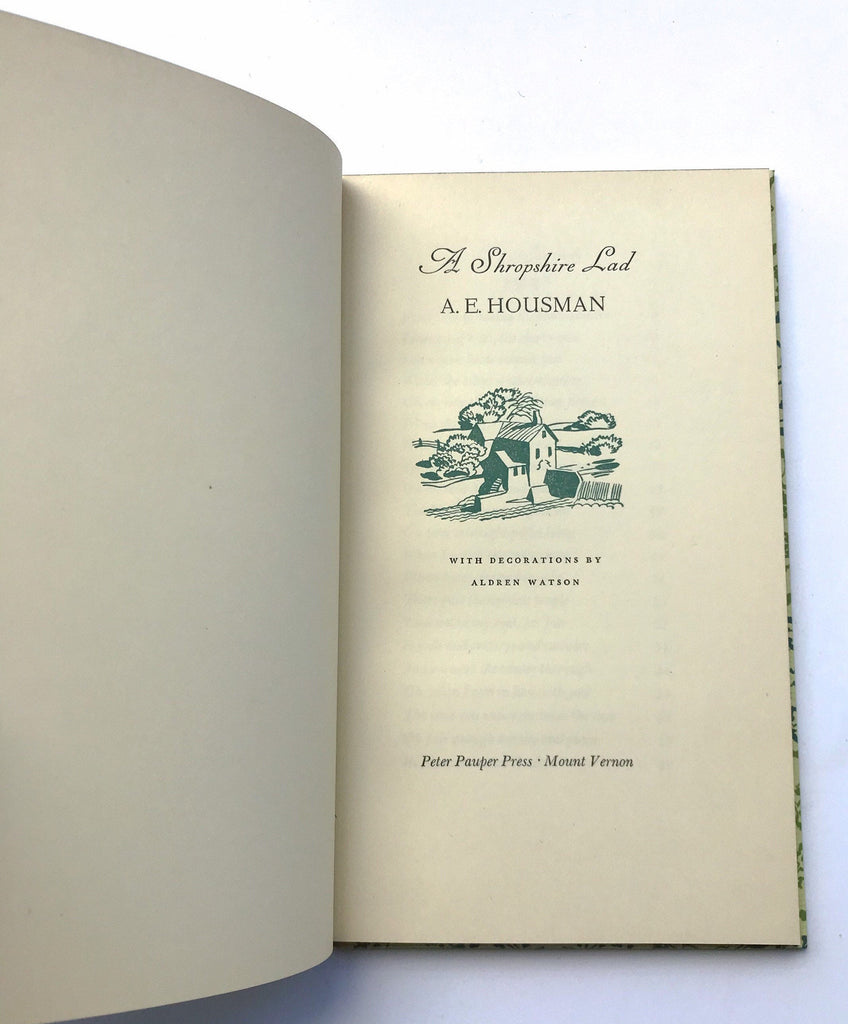 A Shropshire Lad
A. E. HOUSMAN
WITH DECORATIONS BY
ALDREN WATSON
Peter Pauper Press · Mount Vernon